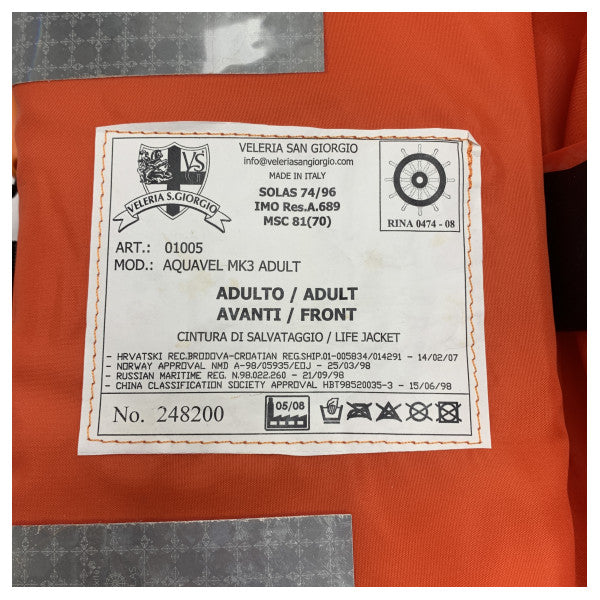 VELERIA SAN GIORGIO
info@veleriasangiorgio.com
MADE IN ITALY
SOLAS 74/96
IMO Res.A.689
MSC 81(70)
VS
VELERIA S.GIORGIO
RINA 0474 - 08
ART.: 01005
MOD.: AQUAVEL MK3 ADULT
ADULTO / ADULT
AVANTI / FRONT
CINTURA DI SALVATAGGIO / LIFE JACKET
- HRVATSKI REC.BRODOVA-CROATIAN REG.SHIP.01-005834/014291 - 14/02/07
- NORWAY APPROVAL NMD A-98/05935/EOJ - 25/03/98
- RUSSIAN MARITIME REG. N.98.022.260 - 21/09/98
- CHINA CLASSIFICATION SOCIETY APPROVAL HBT98520035-3 - 15/06/98
No. 248200
05/08